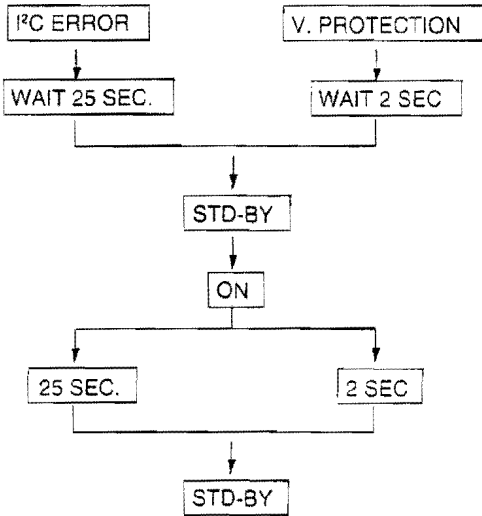 I²C ERROR
V. PROTECTION
WAIT 25 SEC.
WAIT 2 SEC
STD-BY
ON
25 SEC.
2 SEC
STD-BY